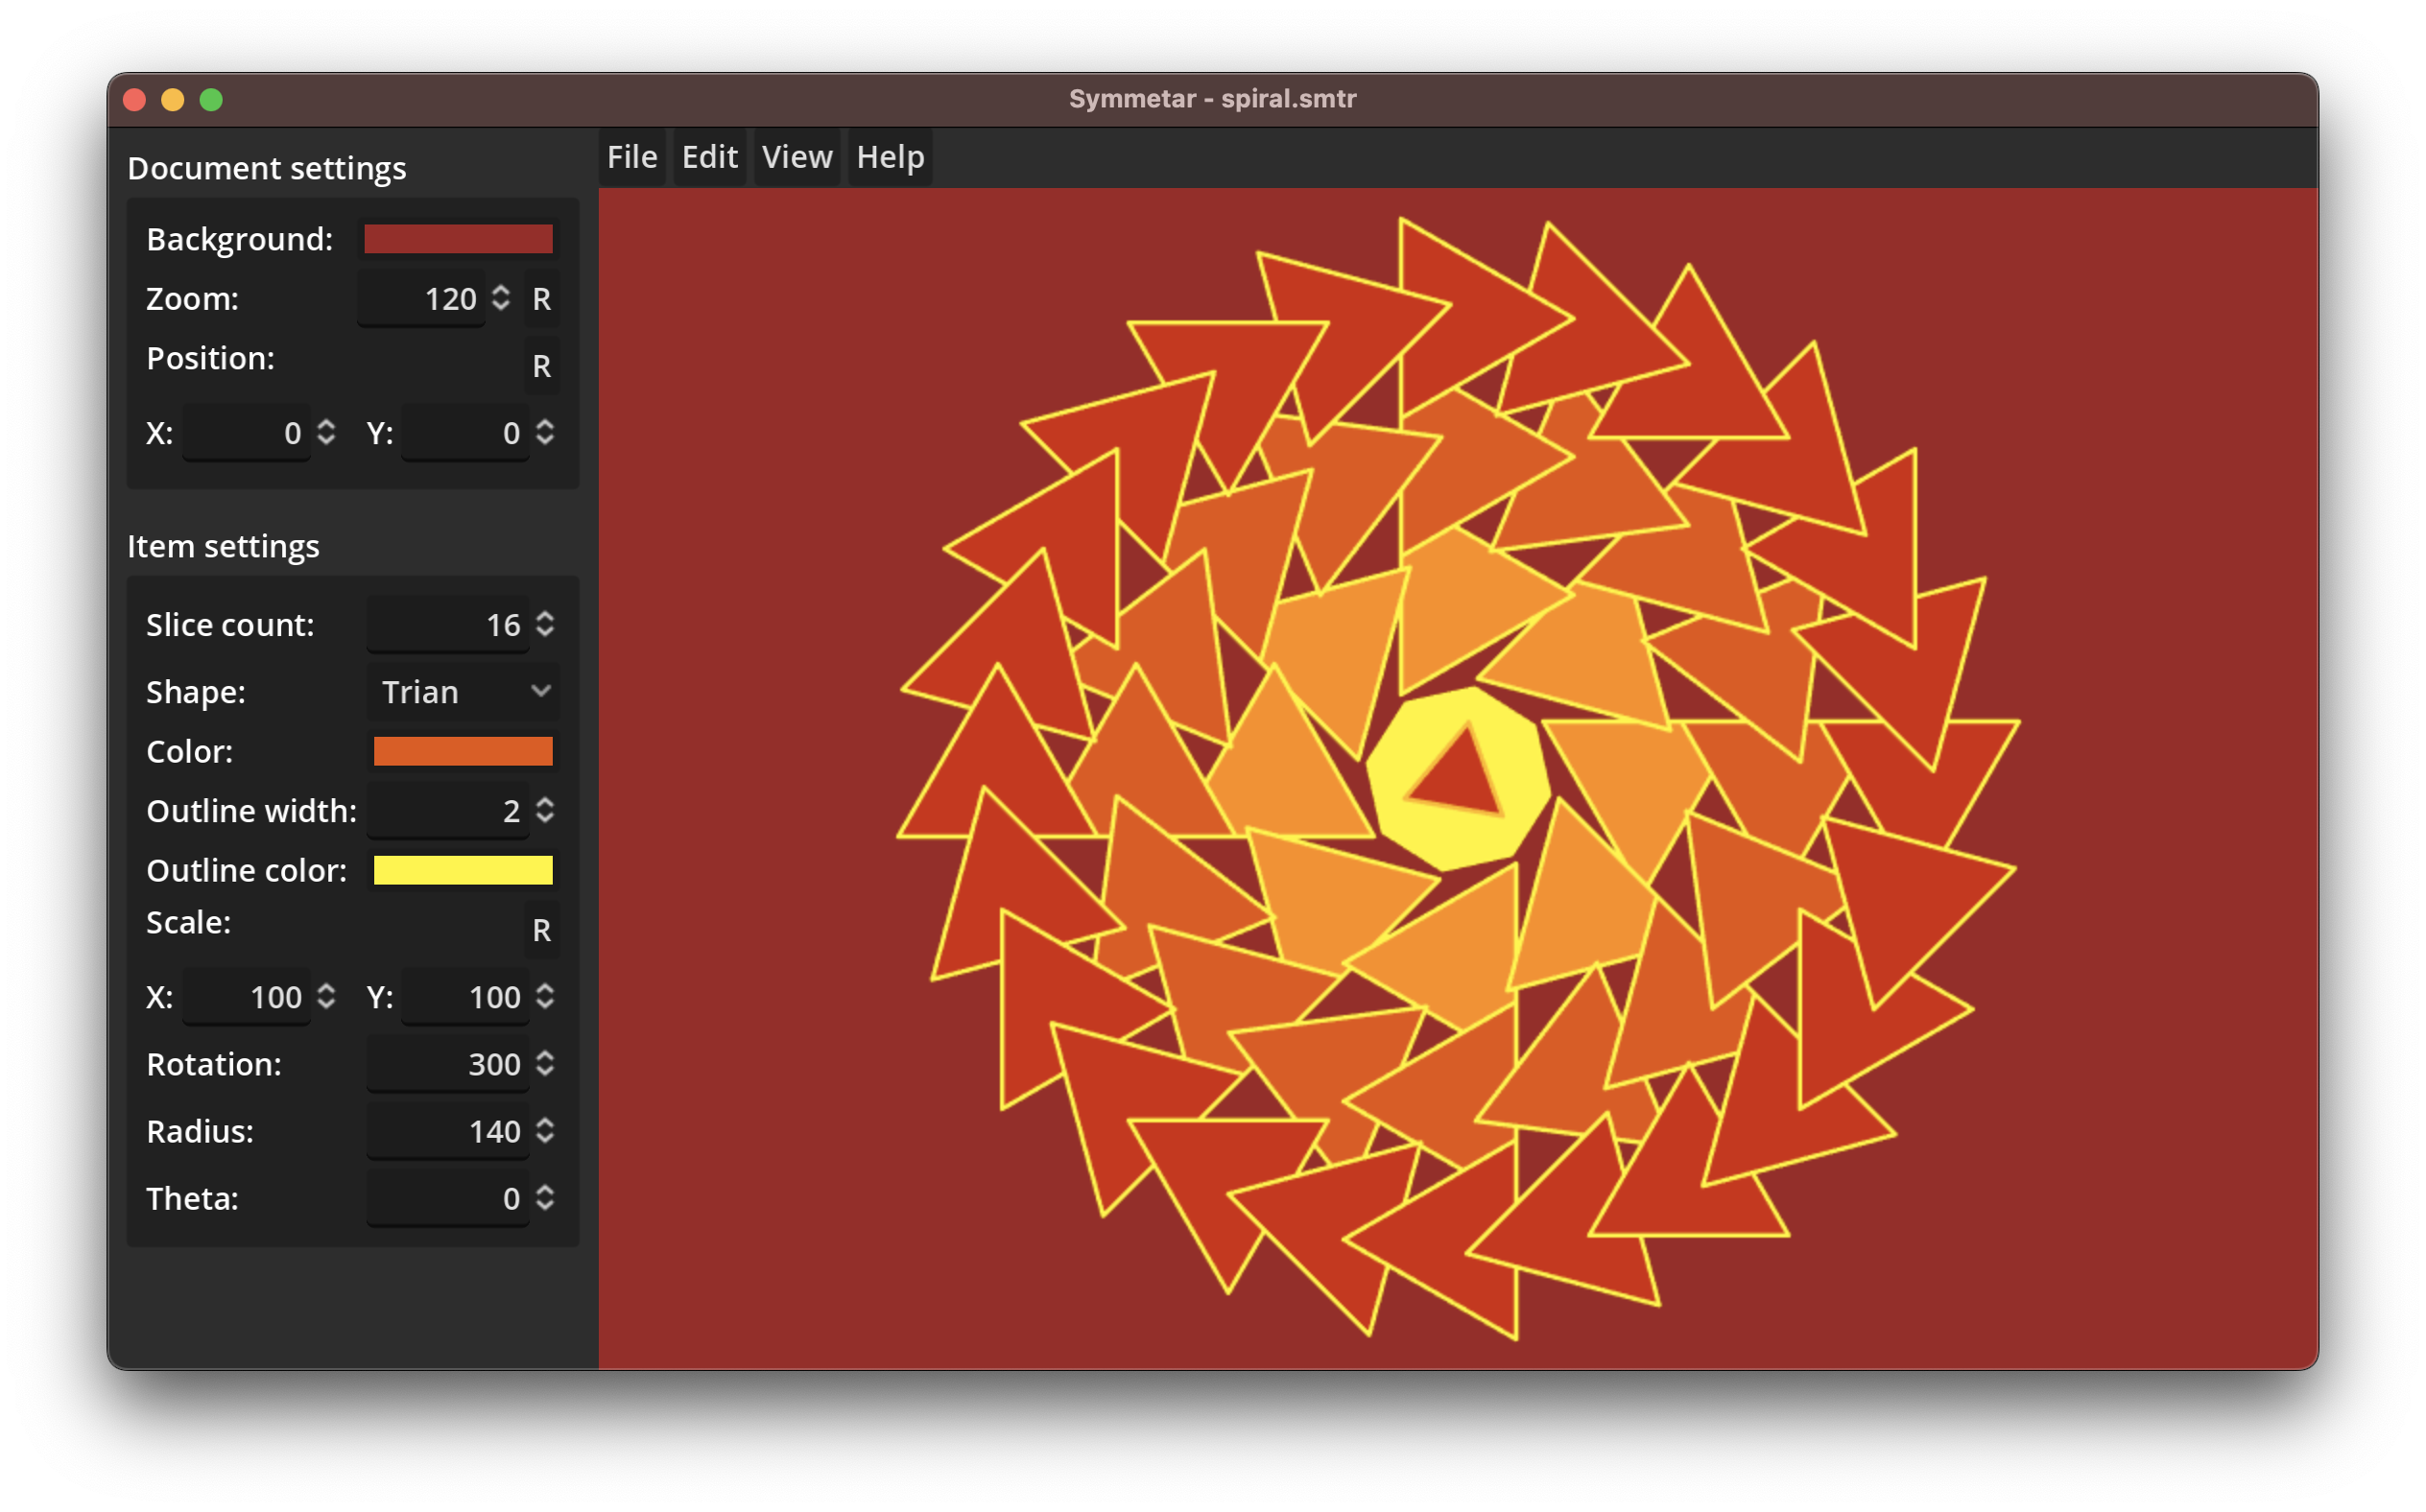 Symmetar - spiral.smtr
File Edit View Help
Document settings
Background:
Zoom: 120 R
Position: R
X: 0 Y: 0
Item settings
Slice count: 16
Shape: Trian
Color:
Outline width: 2
Outline color:
Scale: R
X: 100 Y: 100
Rotation: 300
Radius: 140
Theta: 0